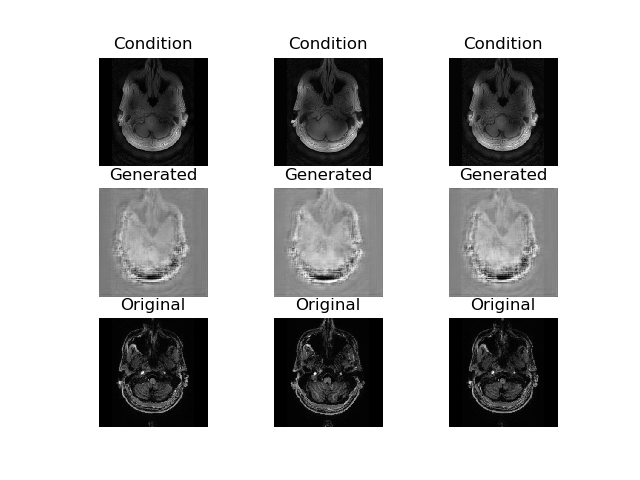 Condition Condition Condition
Generated Generated Generated
Original Original Original